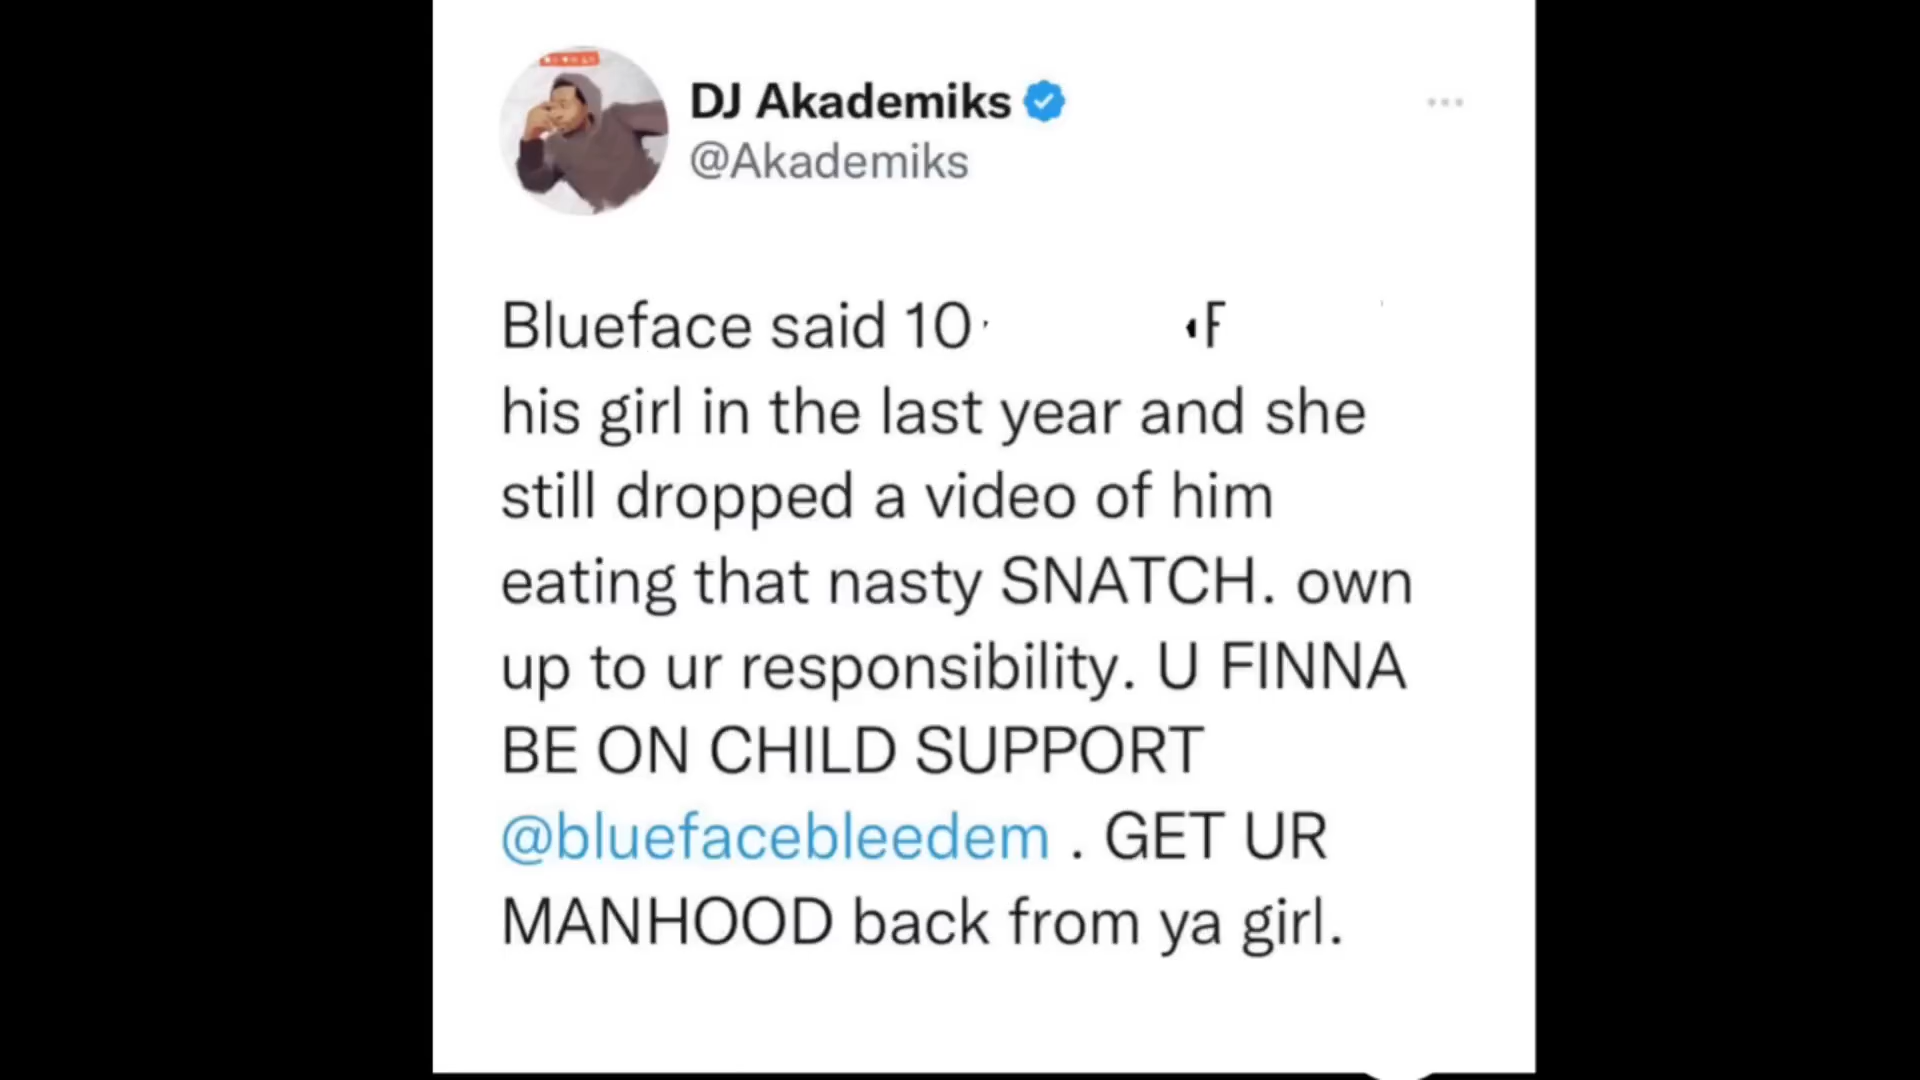 DJ Akademiks
@Akademiks
Blueface said 10 F
his girl in the last year and she
still dropped a video of him
eating that nasty SNATCH. own
up to ur responsibility. U FINNA
BE ON CHILD SUPPORT
@bluefacebleedem . GET UR
MANHOOD back from ya girl.